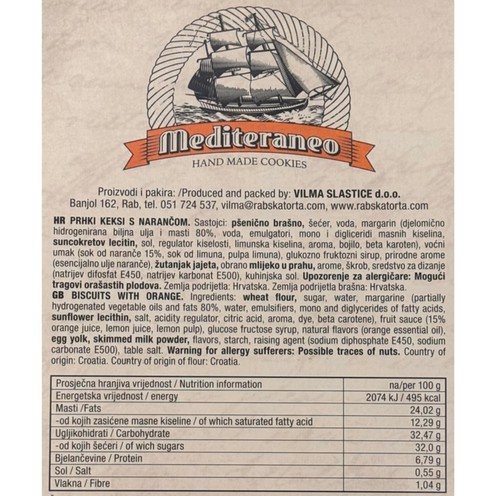 Mediteraneo
HAND MADE COOKIES
Proizvodi i pakira: /Produced and packed by: VILMA SLASTICE d.o.o.
Banjol 162, Rab, tel. 051 724 537, vilma@rabskatorta.com, www.rabskatorta.com
HR PRHKI KEKSI S NARANČOM. Sastojci: pšenično brašno, šećer, voda, margarin (djelomično
hidrogenirana biljna ulja i masti 80%, voda, emulgatori, mono i digliceridi masnih kiselina,
suncokretov lecitin, sol, regulator kiselosti, limunska kiselina, aroma, bojilo, beta karoten), voćni
umak (sok od naranče 15%, sok od limuna, pulpa limuna), glukozno fruktozni sirup, prirodne arome
(esencijalno ulje naranče), žutanjak jajeta, obrano mlijeko u prahu, arome, škrob, sredstvo za dizanje
(natrijev difosfat E450, natrijev karbonat E500), kuhinjska sol. Upozorenje za alergičare: Mogući
tragovi orašastih plodova. Zemlja podrijetla: Hrvatska. Zemlja podrijetla brašna: Hrvatska.
GB BISCUITS WITH ORANGE. Ingredients: wheat flour, sugar, water, margarine (partially
hydrogenated vegetable oils and fats 80%, water, emulsifiers, mono and diglycerides of fatty acids,
sunflower lecithin, salt, acidity regulator, citric acid, aroma, dye, beta carotene), fruit sauce (15%
orange juice, lemon juice, lemon pulp), glucose fructose syrup, natural flavors (orange essential oil),
egg yolk, skimmed milk powder, flavors, starch, raising agent (sodium diphosphate E450, sodium
carbonate E500), table salt. Warning for allergy sufferers: Possible traces of nuts. Country of
origin: Croatia. Country of origin of flour: Croatia.
Prosječna hranjiva vrijednost / Nutrition information na/per 100 g
Energetska vrijednost / energy 2074 kJ / 495 kcal
Masti /Fats 24,02 g
-od kojih zasićene masne kiseline / of which saturated fatty acid 12,29 g
Ugljikohidrati / Carbohydrate 32,47 g
-od kojih šećeri / of wich sugars 32,0 g
Bjelančevine / Protein 6,79 g
Sol / Salt 0,55 g
Vlakna / Fibre 1,04 g